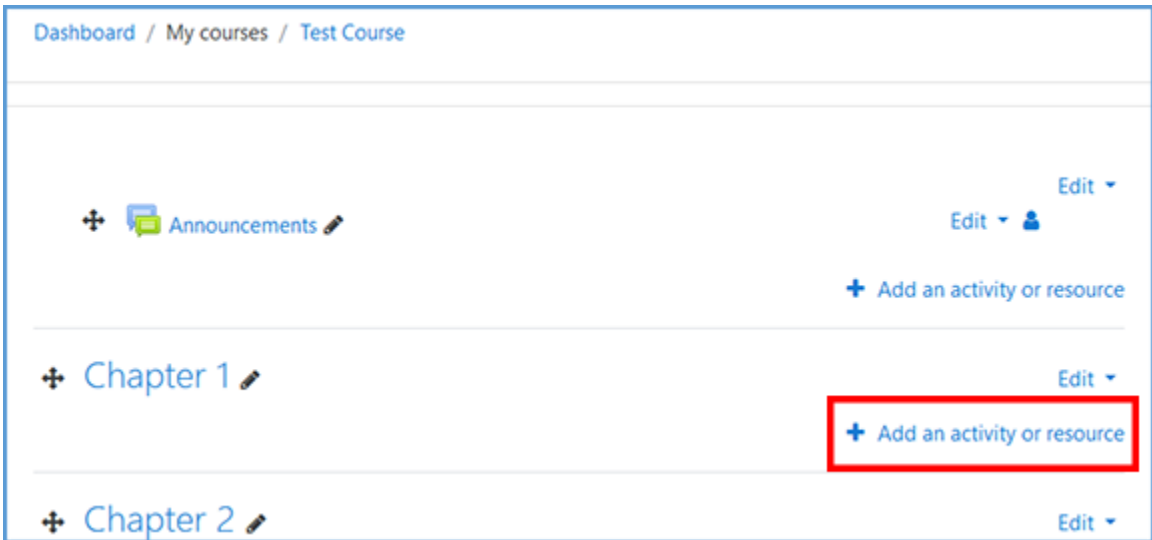 Dashboard / My courses / Test Course
Edit
Announcements Edit
+ Add an activity or resource
Chapter 1 Edit
+ Add an activity or resource
Chapter 2 Edit